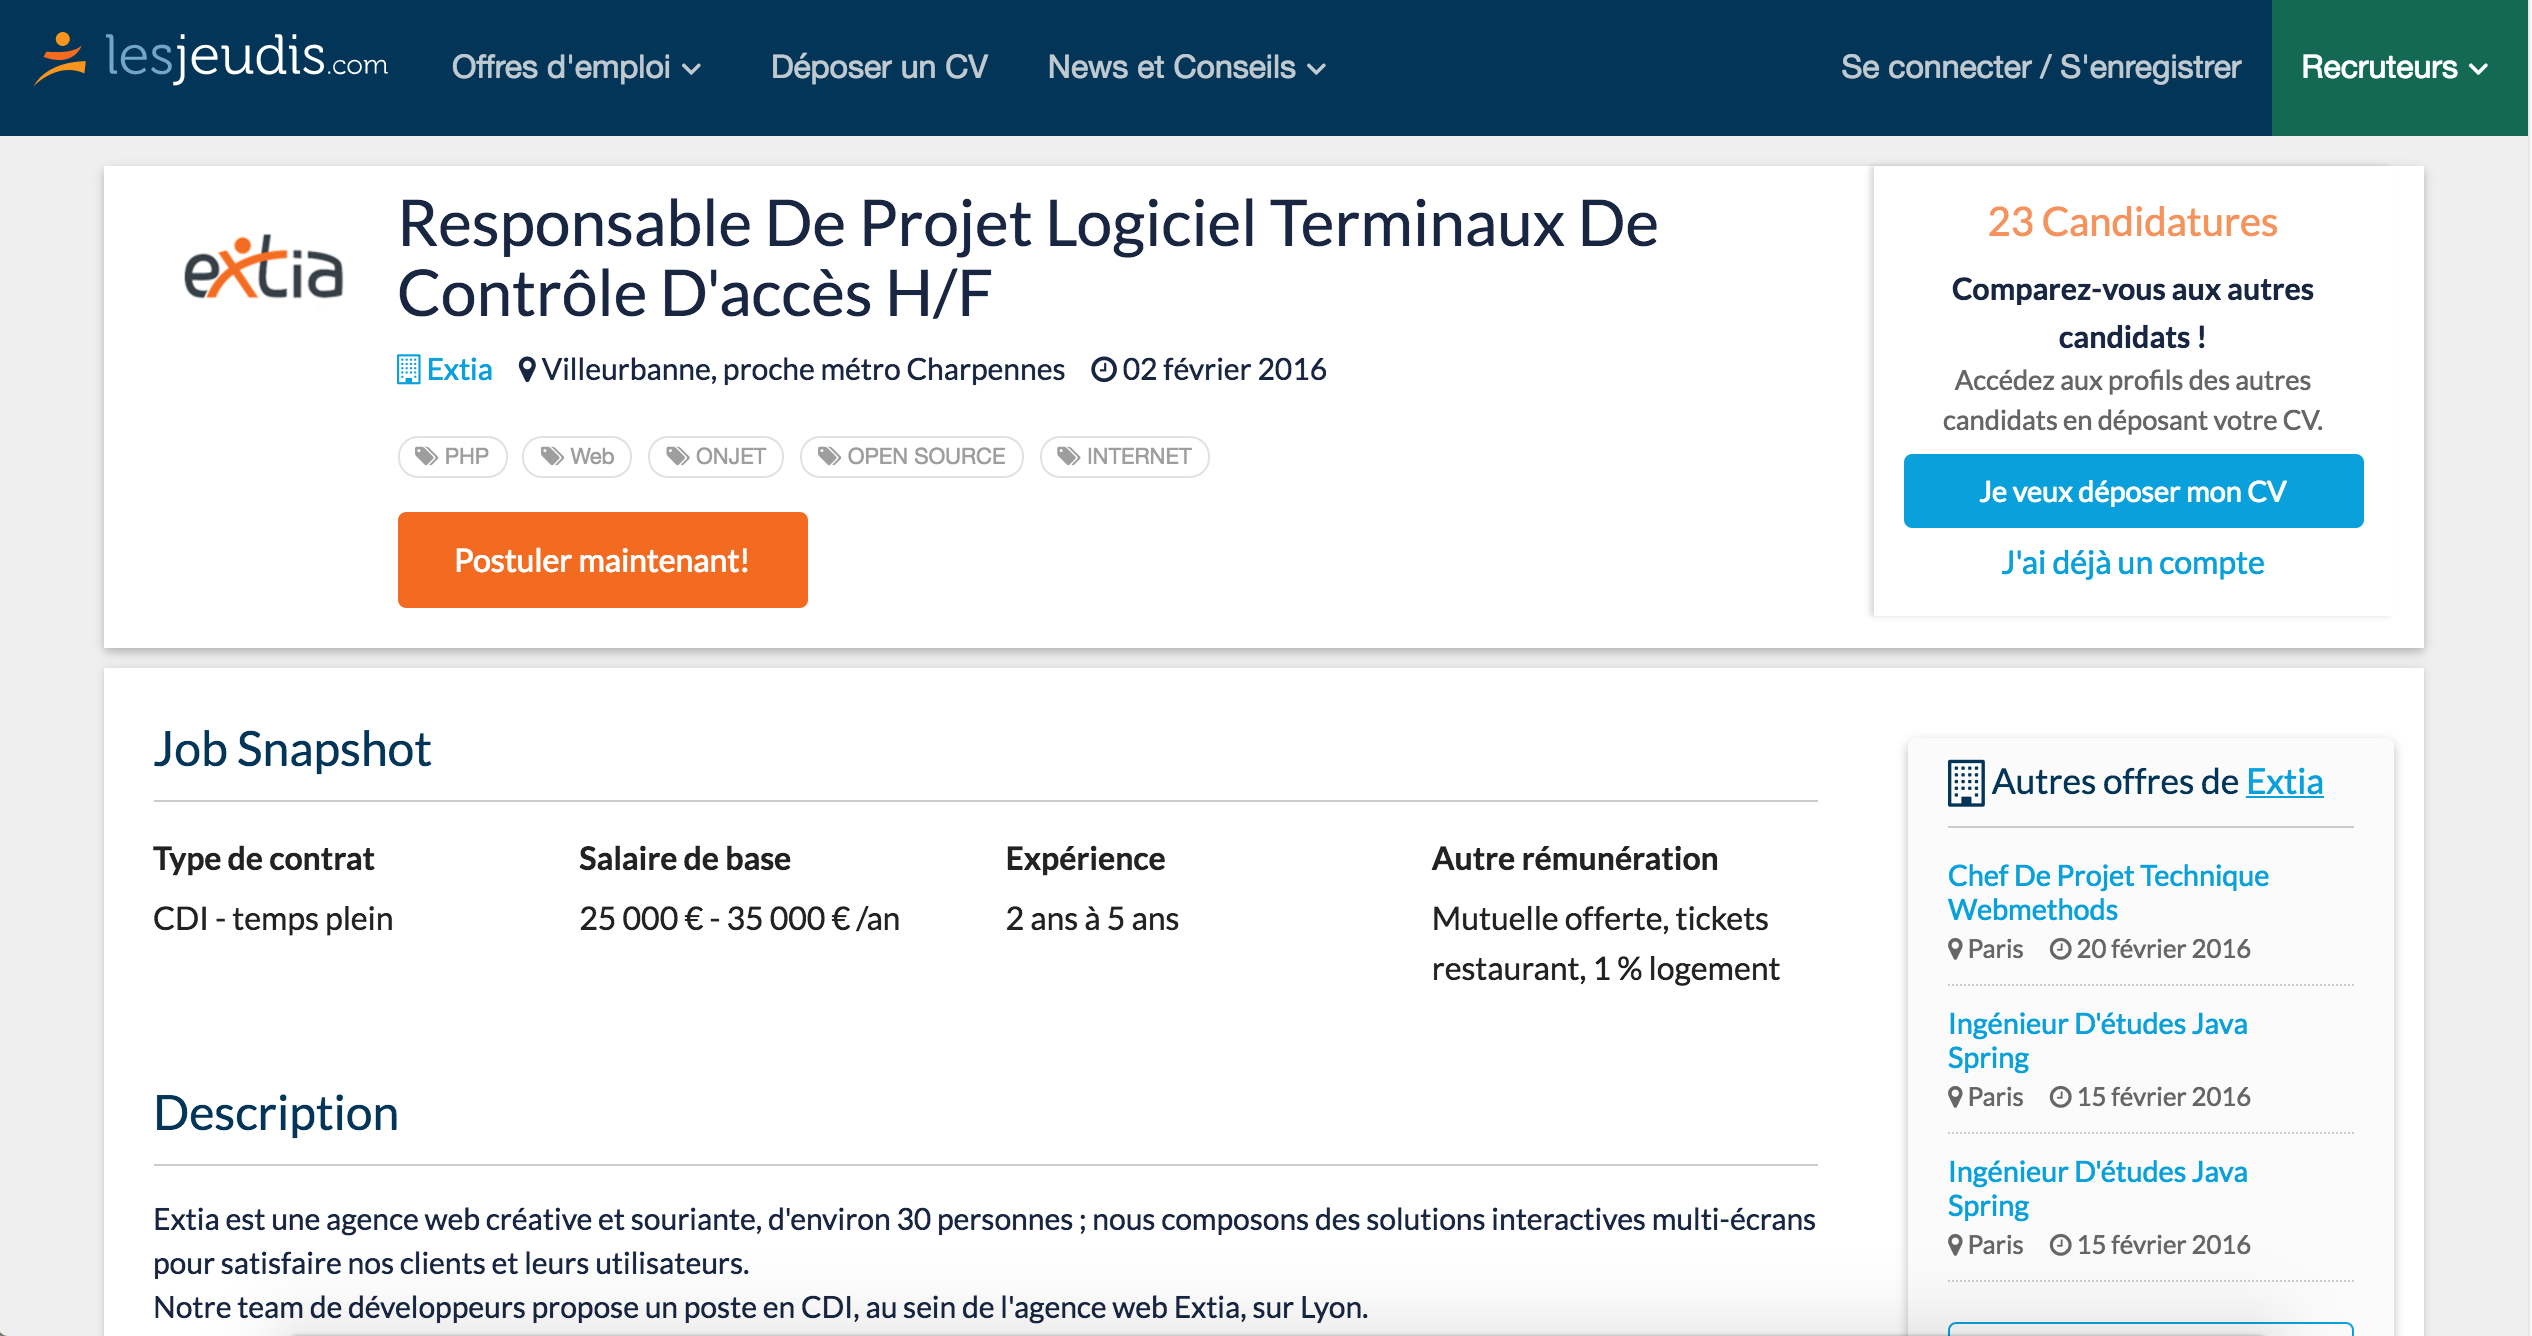 lesjeudis.com
Offres d'emploi
Déposer un CV
News et Conseils
Se connecter / S'enregistrer
Recruteurs
extia
Responsable De Projet Logiciel Terminaux De
Contrôle D'accès H/F
Extia Villeurbanne, proche métro Charpennes 02 février 2016
PHP Web ONJET OPEN SOURCE INTERNET
Postuler maintenant!
23 Candidatures
Comparez-vous aux autres
candidats !
Accédez aux profils des autres
candidats en déposant votre CV.
Je veux déposer mon CV
J'ai déjà un compte
Job Snapshot
Type de contrat
CDI - temps plein
Salaire de base
25 000 € - 35 000 € /an
Expérience
2 ans à 5 ans
Autre rémunération
Mutuelle offerte, tickets
restaurant, 1 % logement
Description
Extia est une agence web créative et souriante, d'environ 30 personnes ; nous composons des solutions interactives multi-écrans
pour satisfaire nos clients et leurs utilisateurs.
Notre team de développeurs propose un poste en CDI, au sein de l'agence web Extia, sur Lyon.
Autres offres de Extia
Chef De Projet Technique
Webmethods
Paris 20 février 2016
Ingénieur D'études Java
Spring
Paris 15 février 2016
Ingénieur D'études Java
Spring
Paris 15 février 2016